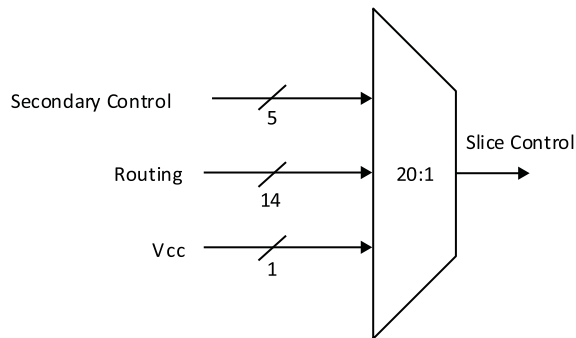 Secondary Control
5
Slice Control
Routing
14
20:1
Vcc
1